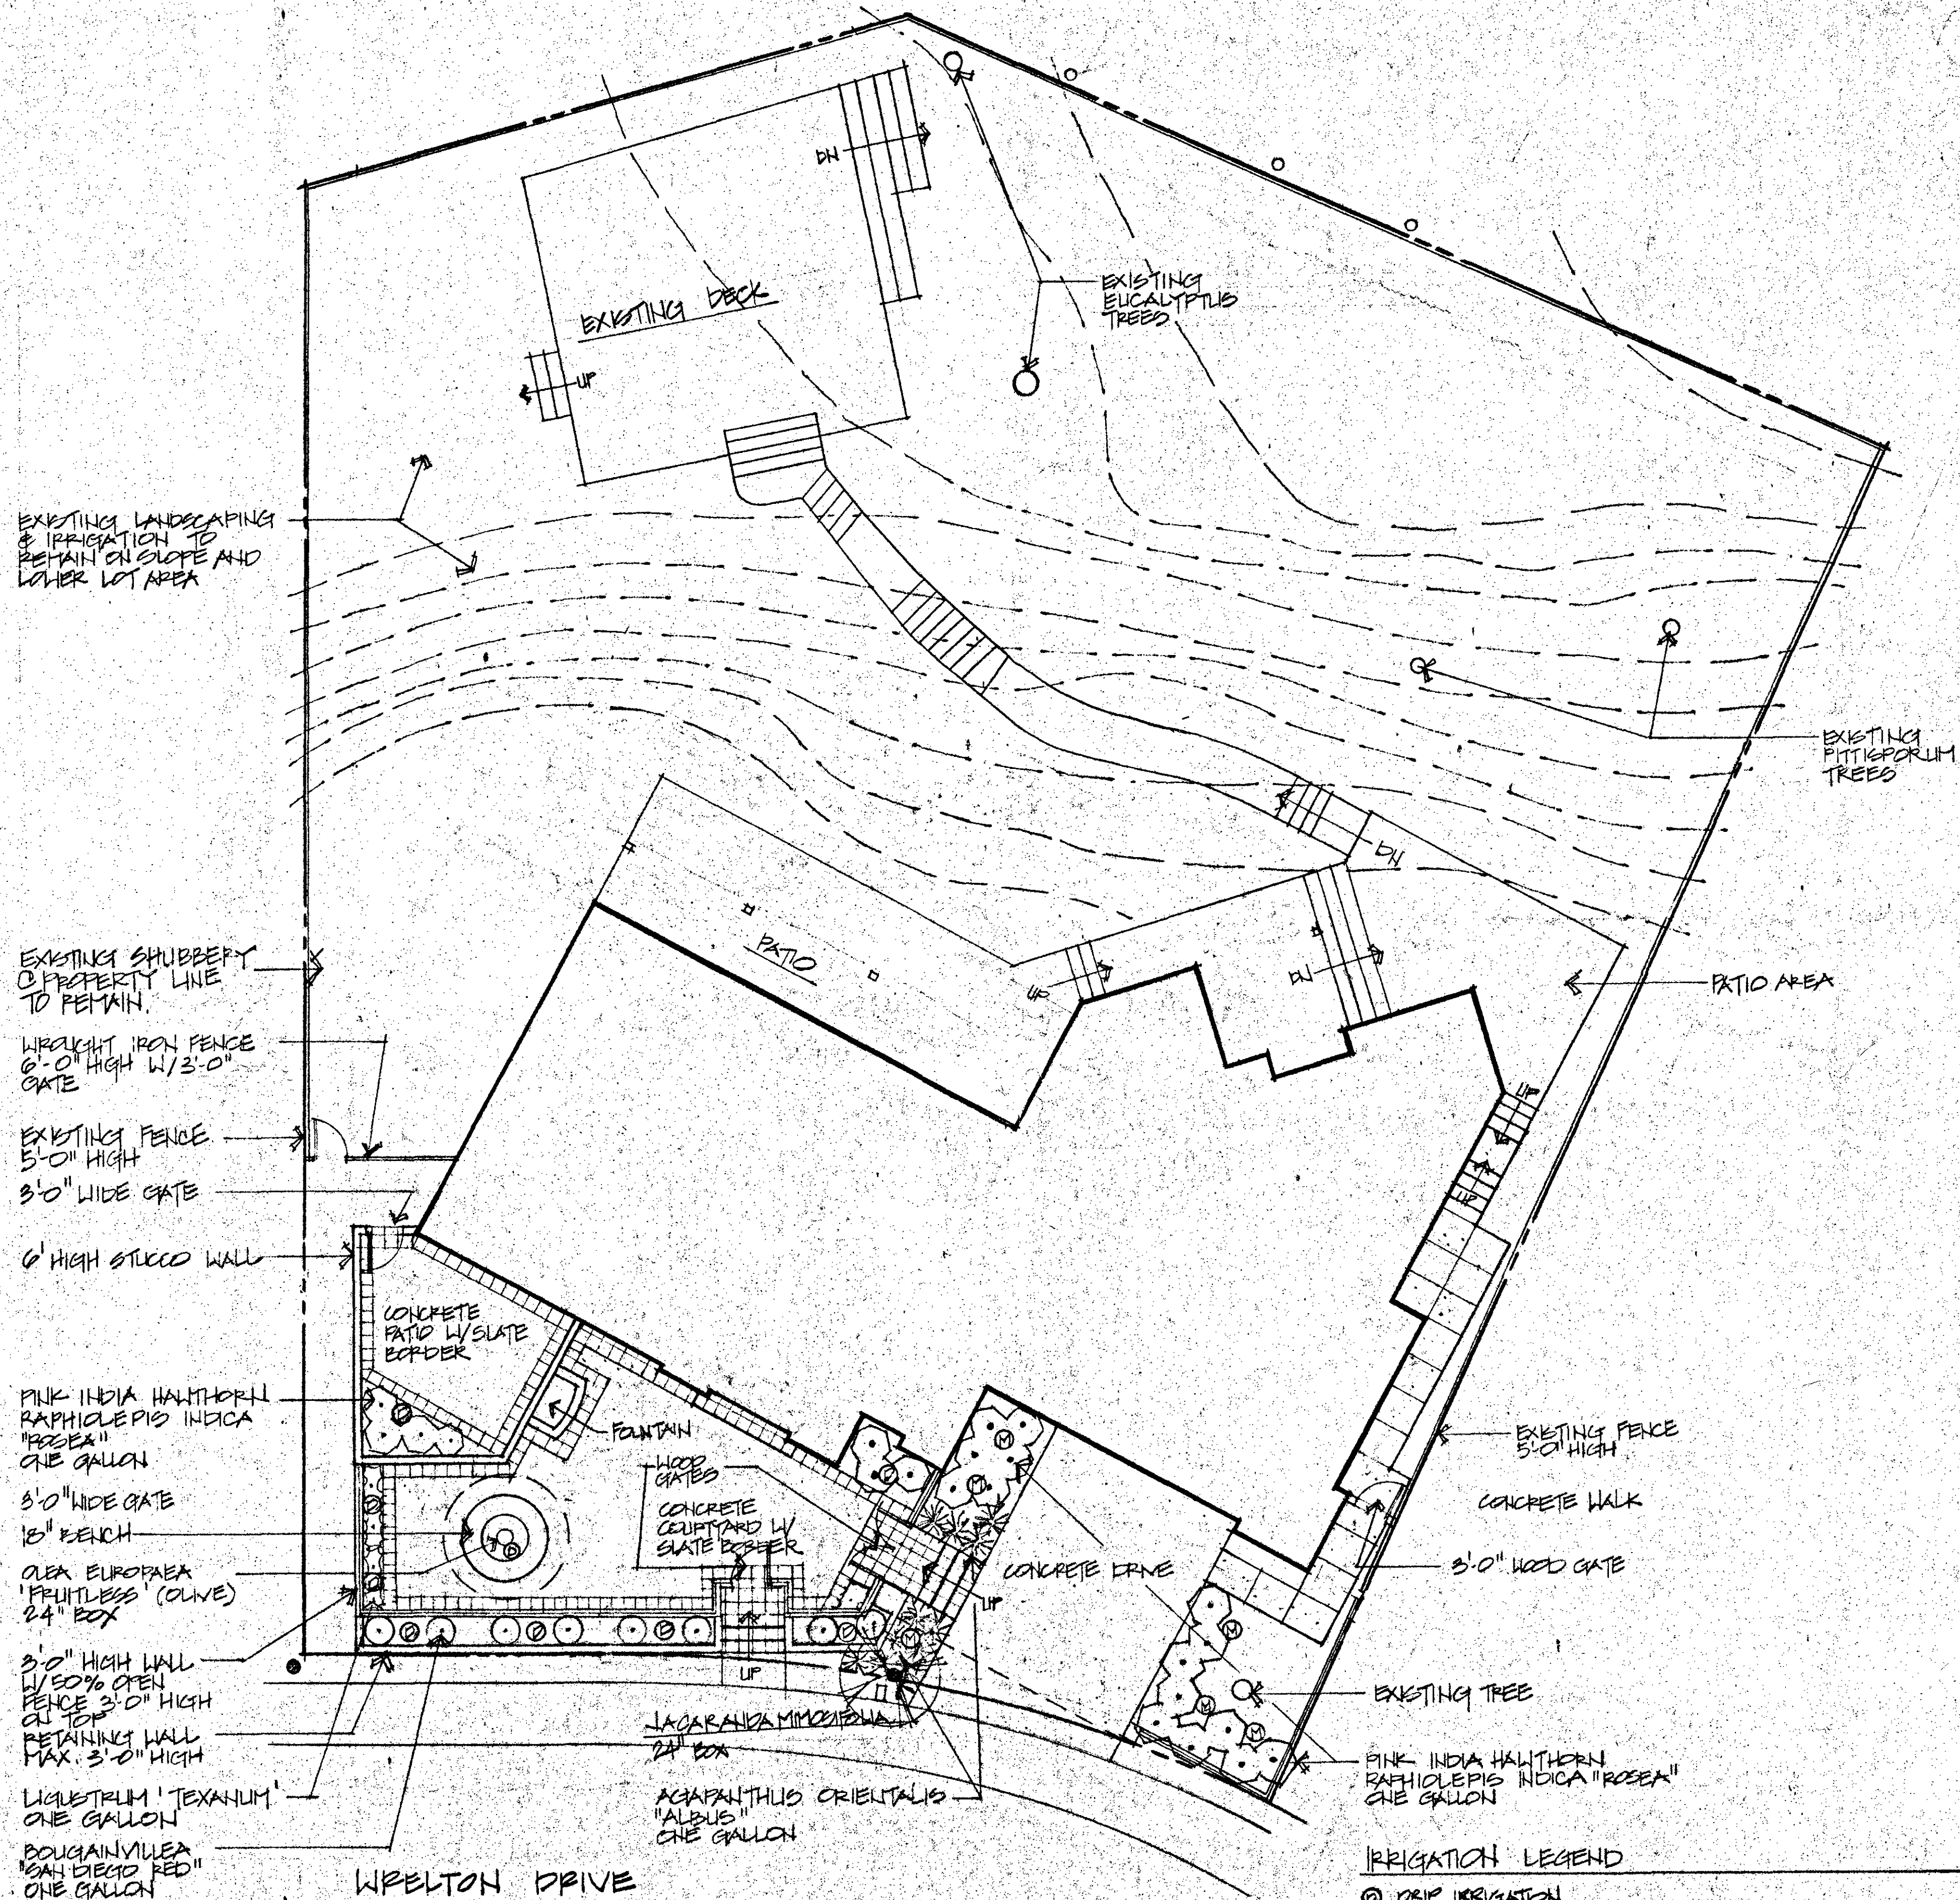 DN
EXISTING DECK
EXISTING
EUCALYPTUS
TREES
UP
EXISTING LANDSCAPING
& IRRIGATION TO
REMAIN ON SLOPE AND
LOWER LOT AREA
EXISTING
PITTISPORUM
TREES
DN
PATIO
UP
DN
PATIO AREA
EXISTING SHUBBERY
@ PROPERTY LINE
TO REMAIN.
WROUGHT IRON FENCE
6'-0" HIGH W/3'-0"
GATE
EXISTING FENCE
5'-0" HIGH
3'-0" WIDE GATE
6' HIGH STUCCO WALL
UP
UP
CONCRETE
PATIO W/SLATE
BORDER
PINK INDIA HAWTHORN
RAPHIOLEPIS INDICA
"ROSEA"
ONE GALLON
FOUNTAIN
WOOD
GATES
CONCRETE
COURTYARD W/
SLATE BORDER
3'-0" WIDE GATE
18" BENCH
OLEA EUROPAEA
'FRUITLESS' (OLIVE)
24" BOX
3'-0" HIGH WALL
W/50% OPEN
FENCE 3'-0" HIGH
ON TOP
RETAINING WALL
MAX. 3'-0" HIGH
LIGUSTRUM 'TEXANUM'
ONE GALLON
BOUGAINVILLEA
"SAN DIEGO RED"
ONE GALLON
EXISTING FENCE
5'-0" HIGH
CONCRETE WALK
3'-0" WOOD GATE
CONCRETE DRIVE
UP
UP
EXISTING TREE
JACARANDA MIMOSIFOLIA
24" BOX
AGAPANTHUS ORIENTALIS
"ALBUS"
ONE GALLON
PINK INDIA HAWTHORN
RAPHIOLEPIS INDICA "ROSEA"
ONE GALLON
WRELTON DRIVE
IRRIGATION LEGEND
DRIP IRRIGATION